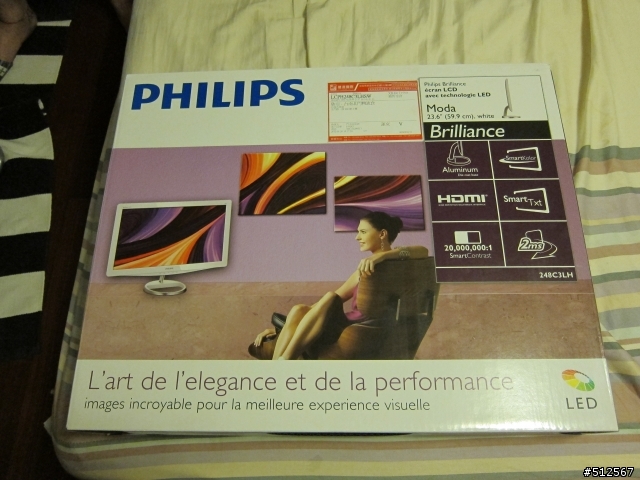 PHILIPS
Philips Brilliance
écran LCD
avec technologie LED
Moda
23.6" (59.9 cm), white
Brilliance
Aluminum
SmartKolor
HDMI
SmartTxt
20,000,000:1
SmartContrast
2ms
248C3LH
L'art de l'elegance et de la performance
images incroyable pour la meilleure experience visuelle
LED
#512567